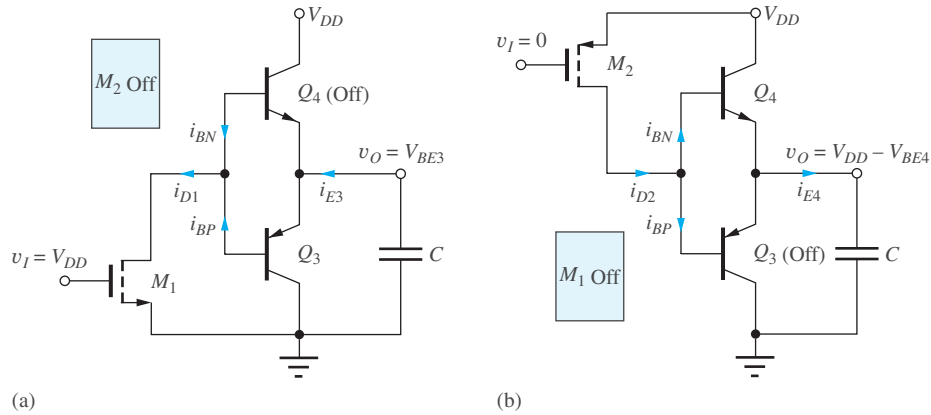 V_DD
M_2 Off
Q_4 (Off)
i_BN
v_O = V_BE3
i_D1
i_E3
i_BP
Q_3
C
v_I = V_DD
M_1
(a)
V_DD
v_I = 0
M_2
Q_4
i_BN
v_O = V_DD – V_BE4
i_D2
i_E4
i_BP
Q_3 (Off)
C
M_1 Off
(b)